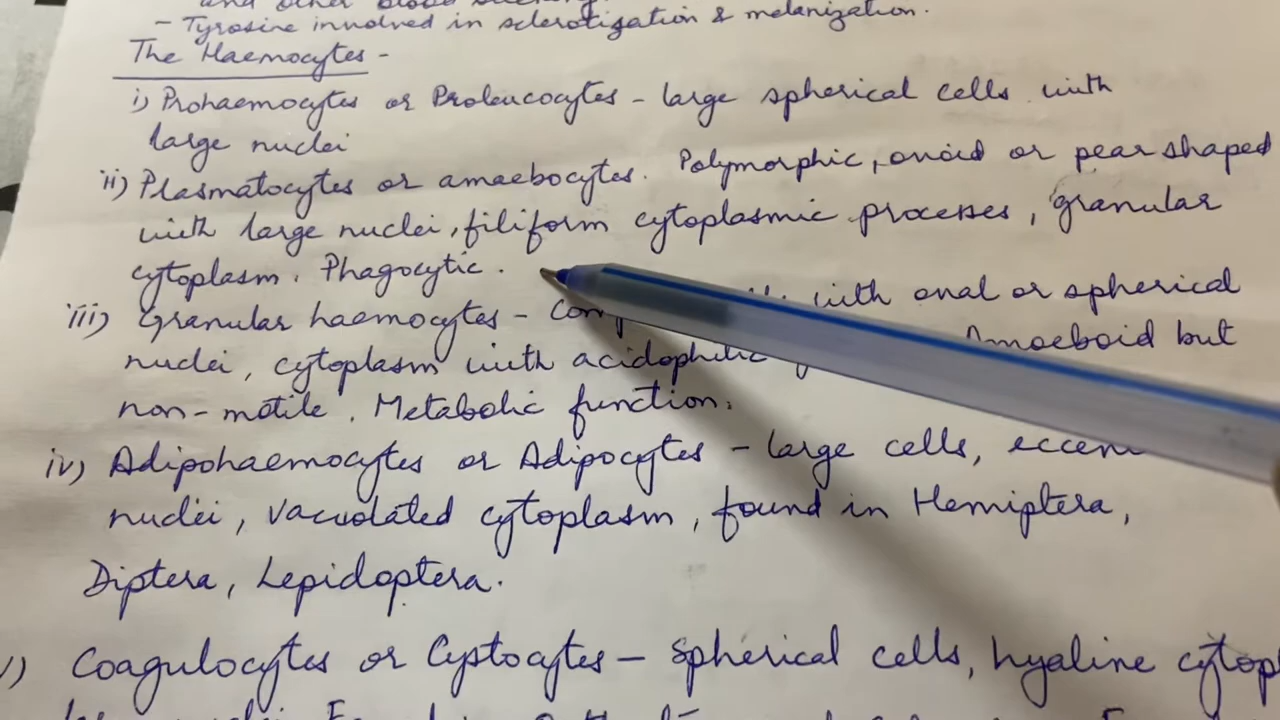 and other blood
- Tyrosine involved in sclerotization & melanization.
The Haemocytes -
i) Prohaemocytes or Proleucocytes - large spherical cells with
large nuclei
ii) Plasmatocytes or amaebocytes. Polymorphic, ovoid or pear shaped
with large nuclei, filiform cytoplasmic processes, granular
cytoplasm. Phagocytic.
iii) Granular haemocytes - with oval or spherical
nuclei, cytoplasm with acidophilic Amoeboid but
non-motile. Metabolic function.
iv) Adipohaemocytes or Adipocytes - large cells,
nuclei, vacuolated cytoplasm, found in Hemiptera,
Diptera, Lepidoptera.
v) Coagulocytes or Cystocytes - Spherical cells, hyaline